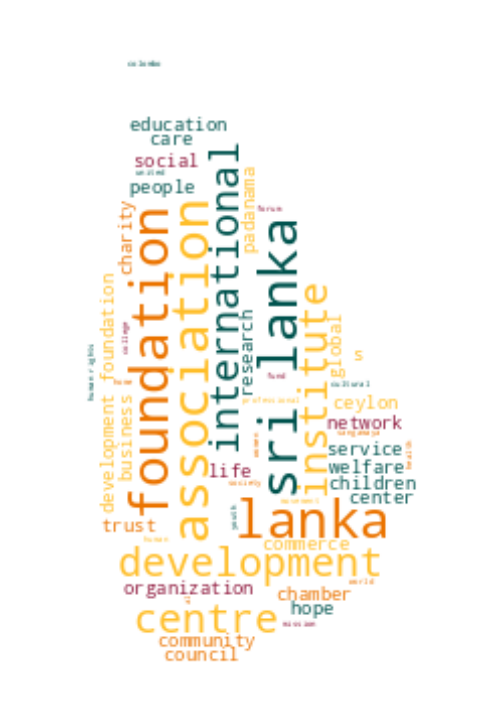 colombo
education
care
social
united
people
charity
foundation
association
international
padanama
forum
sri lanka
institute
global
s
research
college
development foundation
business
human rights
home
fund
cultural
professional
ceylon
network
sangamaya
service
welfare
health
children
center
women
life
society
youth
movement
lanka
trust
human
commerce
development
world
organization
chamber
hope
centre
mission
community
council